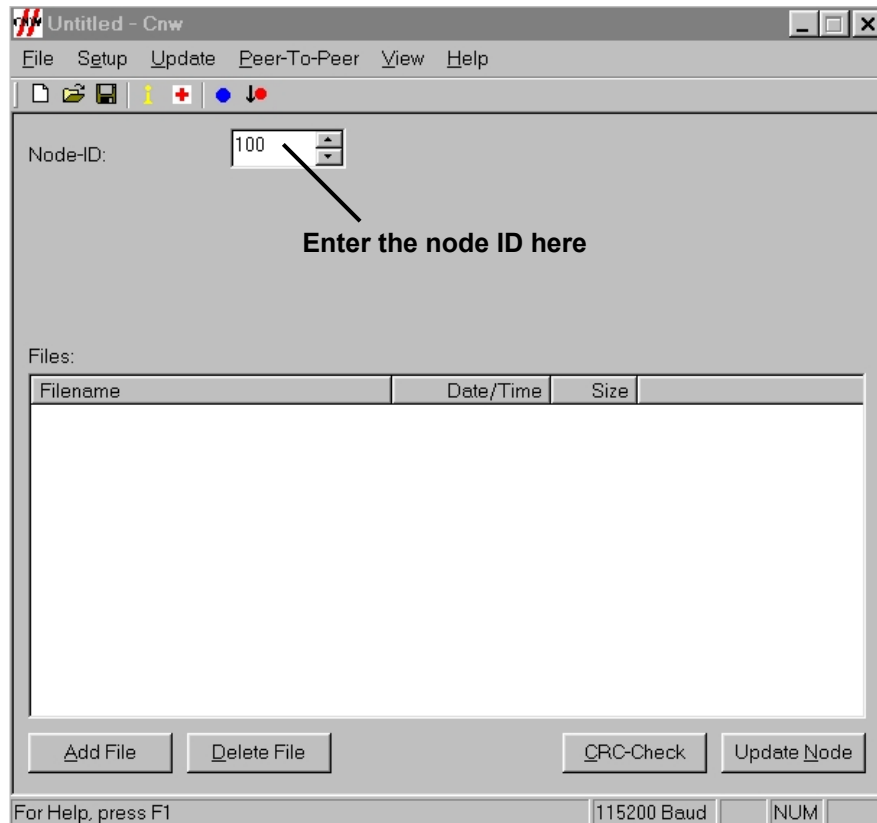 Untitled - Cnw
File Setup Update Peer-To-Peer View Help
Node-ID: 100
Enter the node ID here
Files:
Filename Date/Time Size
Add File Delete File CRC-Check Update Node
For Help, press F1 115200 Baud NUM